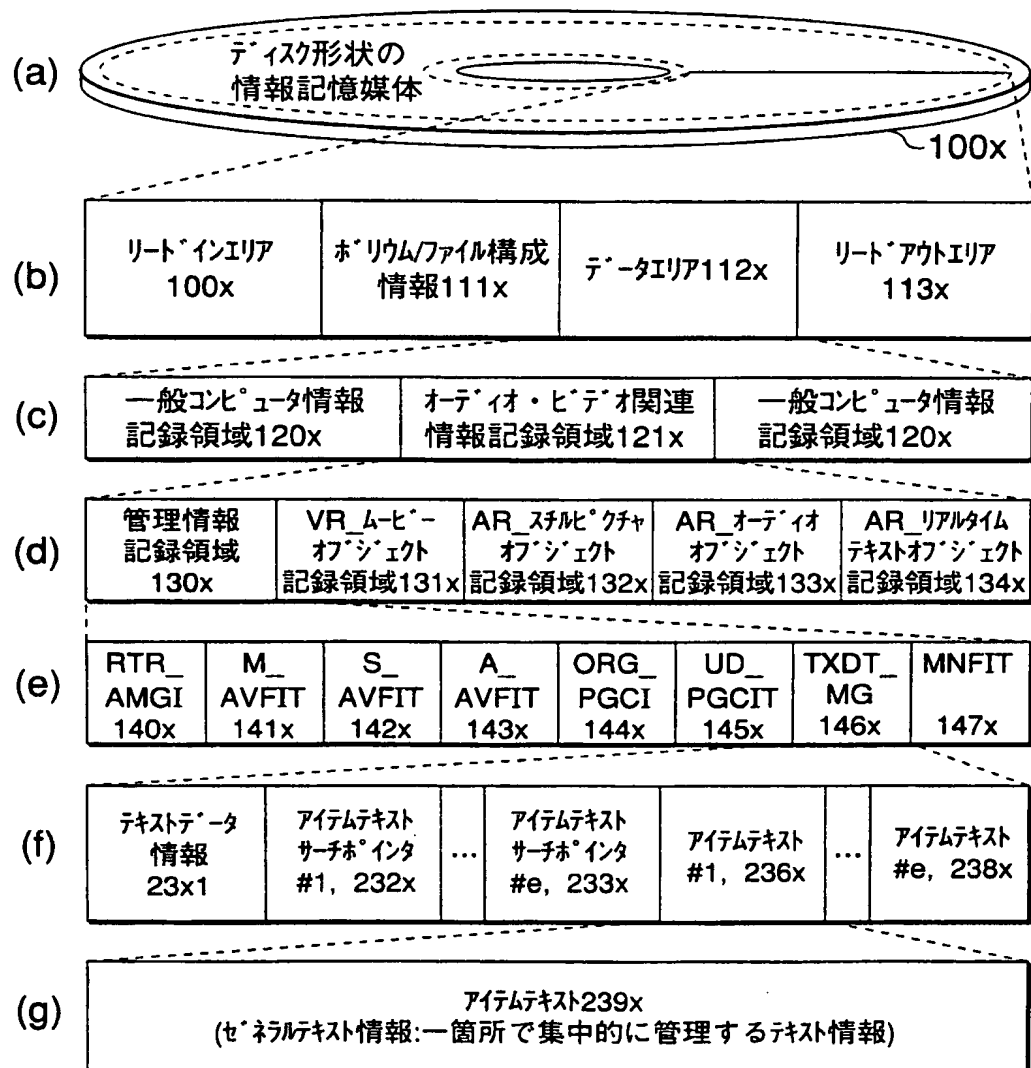 (a)
ディスク形状の
情報記憶媒体
100x
(b)
リードインエリア
100x
ボリウム/ファイル構成
情報111x
データエリア112x
リードアウトエリア
113x
(c)
一般コンピュータ情報
記録領域120x
オーディオ・ビデオ関連
情報記録領域121x
一般コンピュータ情報
記録領域120x
(d)
管理情報
記録領域
130x
VR_ムービー
オブジェクト
記録領域131x
AR_スチルピクチャ
オブジェクト
記録領域132x
AR_オーディオ
オブジェクト
記録領域133x
AR_リアルタイム
テキストオブジェクト
記録領域134x
(e)
RTR_
AMGI
140x
M_
AVFIT
141x
S_
AVFIT
142x
A_
AVFIT
143x
ORG_
PGCI
144x
UD_
PGCIT
145x
TXDT_
MG
146x
MNFIT
147x
(f)
テキストデータ
情報
23x1
アイテムテキスト
サーチポインタ
#1, 232x
...
アイテムテキスト
サーチポインタ
#e, 233x
アイテムテキスト
#1, 236x
...
アイテムテキスト
#e, 238x
(g)
アイテムテキスト239x
(ゼネラルテキスト情報:一箇所で集中的に管理するテキスト情報)